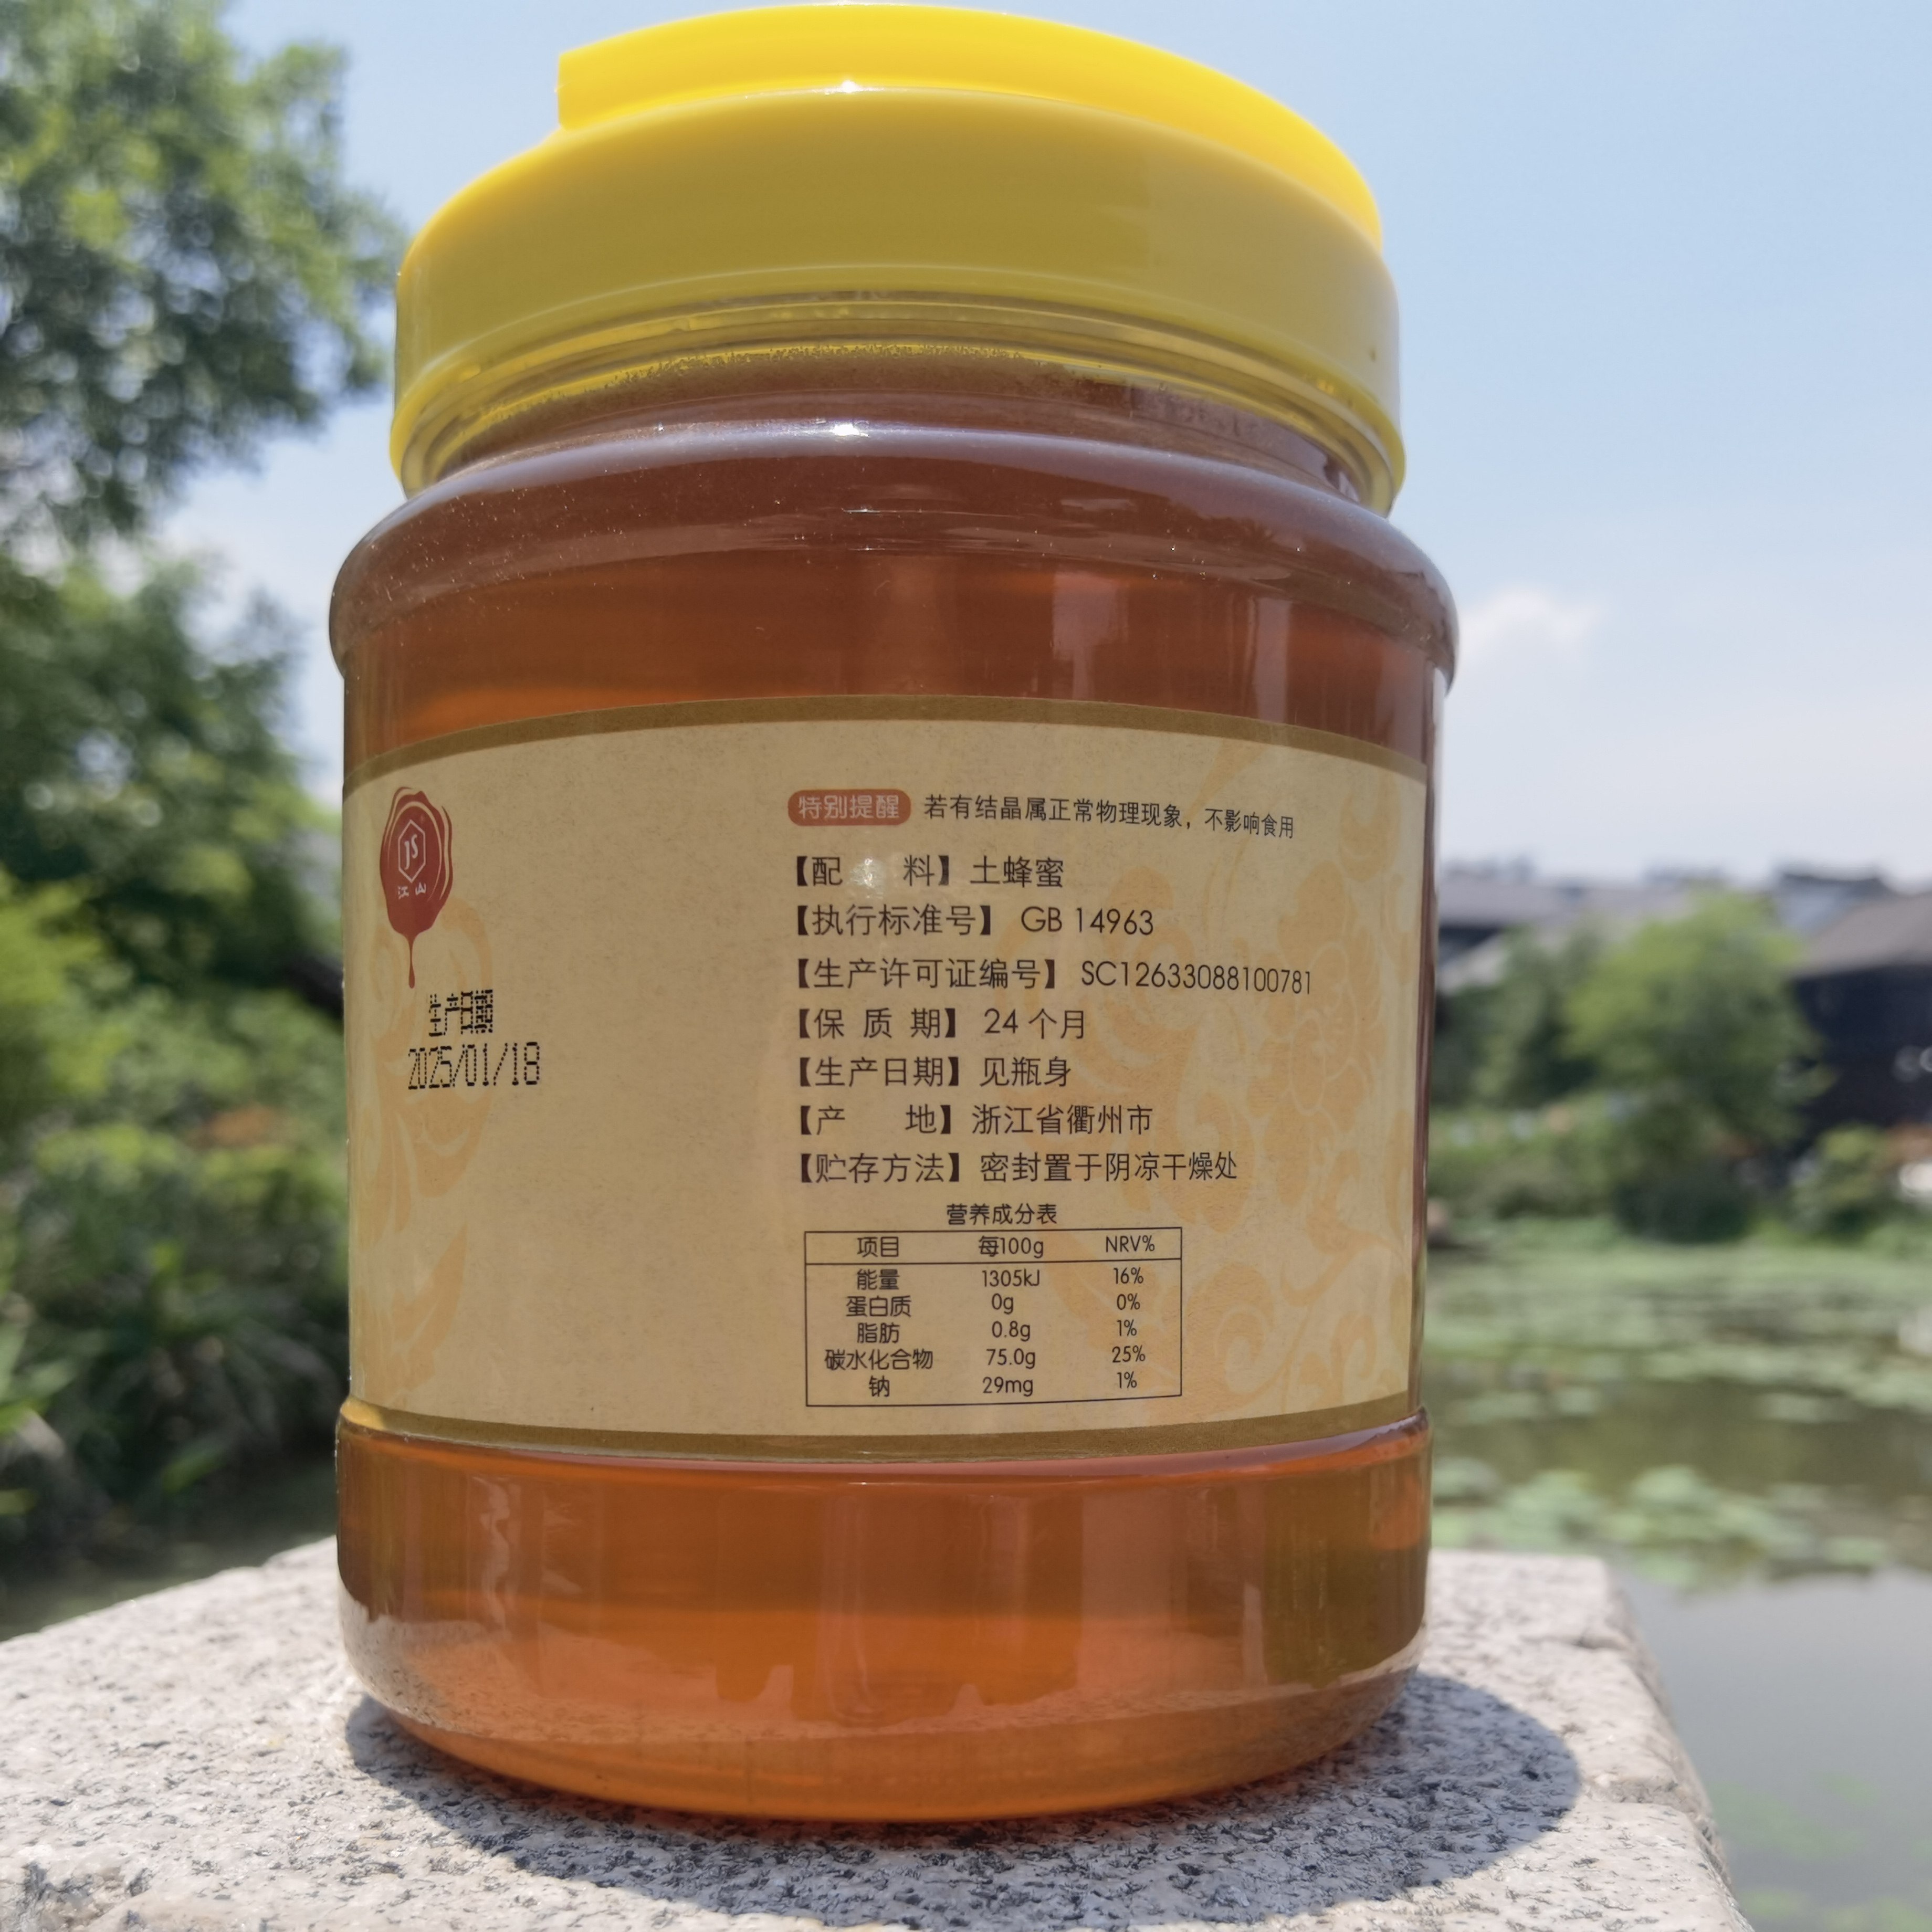 JS
江山
生产日期
2025/01/18
特别提醒 若有结晶属正常物理现象，不影响食用
【配 料】土蜂蜜
【执行标准号】 GB 14963
【生产许可证编号】 SC12633088100781
【保 质 期】 24 个月
【生产日期】 见瓶身
【产 地】浙江省衢州市
【贮存方法】 密封置于阴凉干燥处
营养成分表
项目 每100g NRV%
能量 1305kJ 16%
蛋白质 0g 0%
脂肪 0.8g 1%
碳水化合物 75.0g 25%
钠 29mg 1%